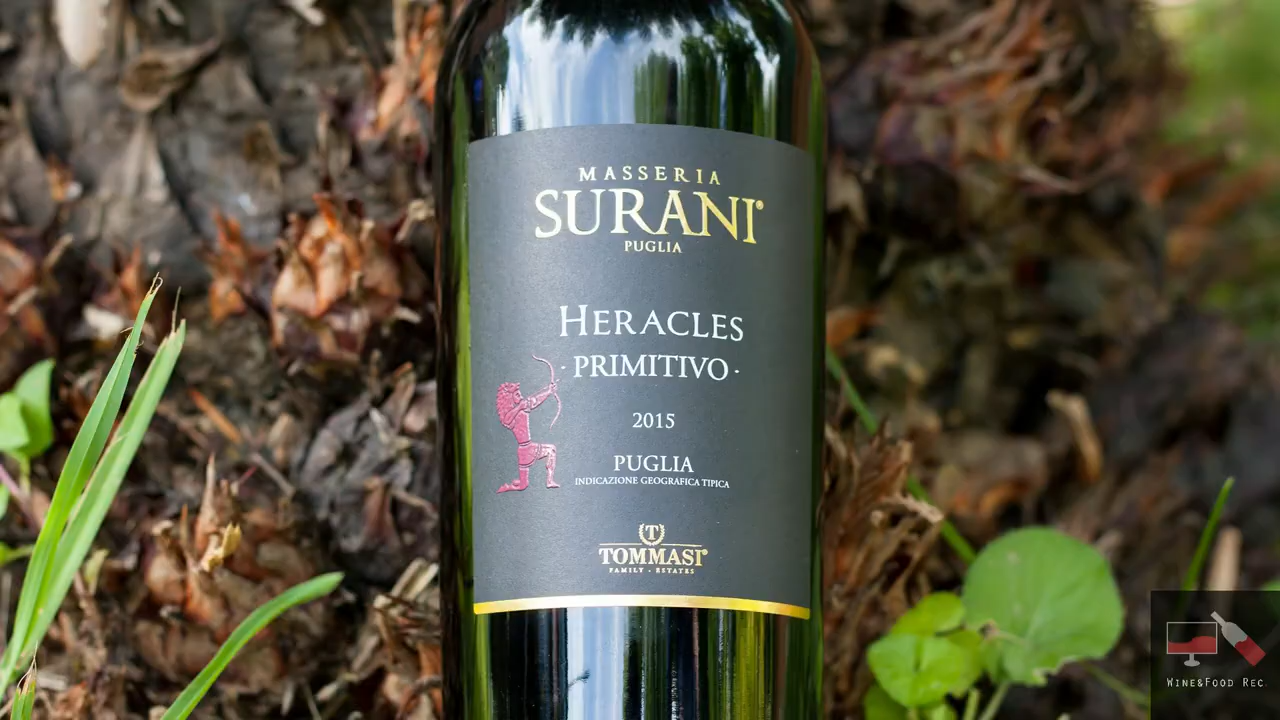 MASSERIA
SURANI®
PUGLIA
HERACLES
· PRIMITIVO ·
2015
PUGLIA
INDICAZIONE GEOGRAFICA TIPICA
T
TOMMASI®
FAMILY · ESTATES
WINE&FOOD REC.